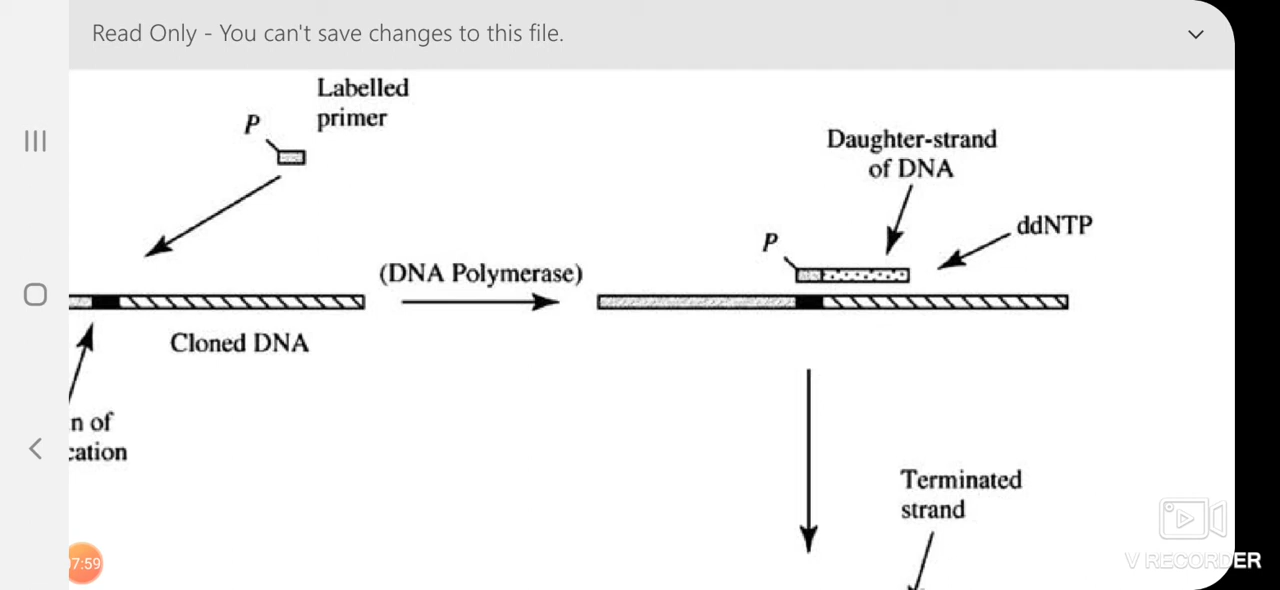 Read Only - You can't save changes to this file.
Labelled
primer
P
Daughter-strand
of DNA
ddNTP
P
(DNA Polymerase)
Cloned DNA
n of
cation
Terminated
strand
7:59
V RECORDER